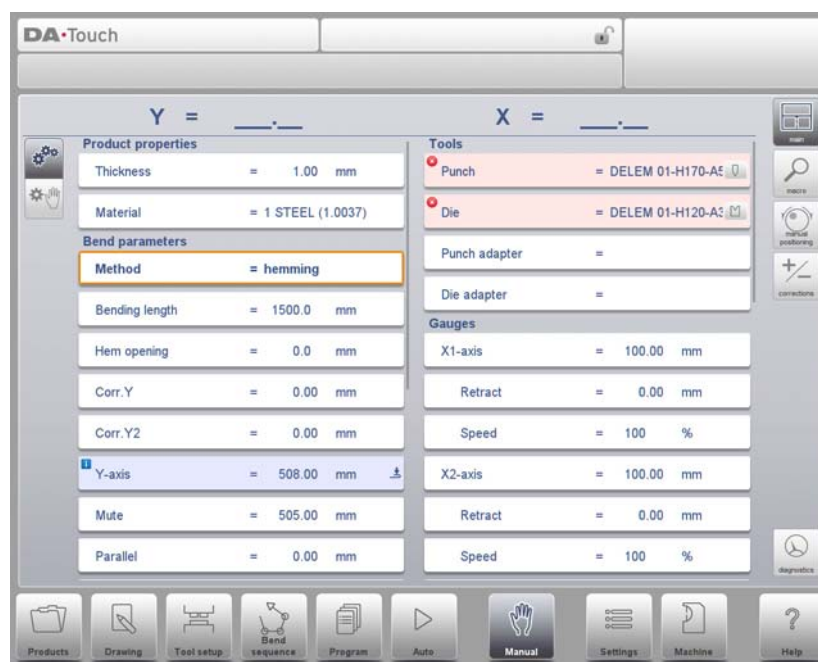 DA·Touch
Y = __.__
X = __.__
Product properties
Thickness = 1.00 mm
Material = 1 STEEL (1.0037)
Bend parameters
Method = hemming
Bending length = 1500.0 mm
Hem opening = 0.0 mm
Corr.Y = 0.00 mm
Corr.Y2 = 0.00 mm
Y-axis = 508.00 mm
Mute = 505.00 mm
Parallel = 0.00 mm
Tools
Punch = DELEM 01-H170-A
Die = DELEM 01-H120-A
Punch adapter =
Die adapter =
Gauges
X1-axis = 100.00 mm
Retract = 0.00 mm
Speed = 100 %
X2-axis = 100.00 mm
Retract = 0.00 mm
Speed = 100 %
main
macro
manual
positioning
corrections
diagnostics
Products
Drawing
Tool setup
Bend
sequence
Program
Auto
Manual
Settings
Machine
Help